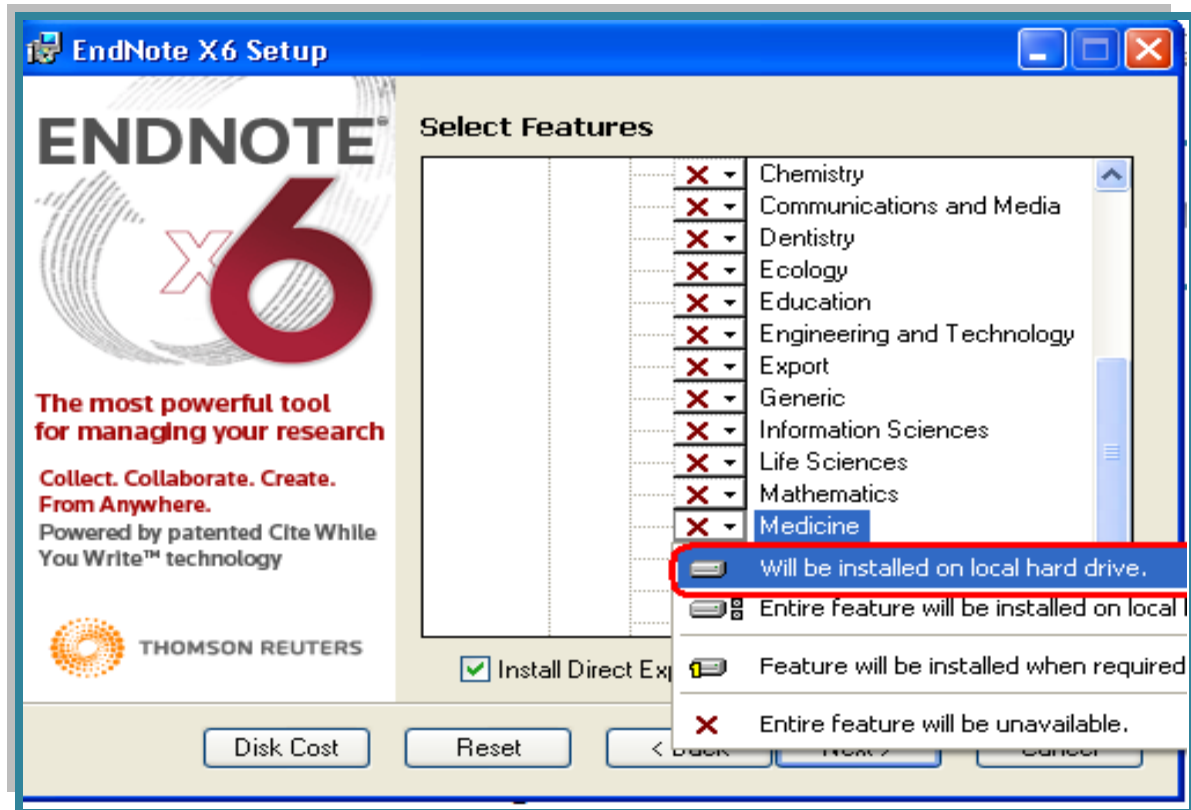 EndNote X6 Setup
ENDNOTE®
x6
The most powerful tool
for managing your research
Collect. Collaborate. Create.
From Anywhere.
Powered by patented Cite While
You Write™ technology
THOMSON REUTERS
Select Features
Chemistry
Communications and Media
Dentistry
Ecology
Education
Engineering and Technology
Export
Generic
Information Sciences
Life Sciences
Mathematics
Medicine
Will be installed on local hard drive.
Entire feature will be installed on local
Feature will be installed when required
Entire feature will be unavailable.
Install Direct
Disk Cost
Reset
< Back
Next >
Cancel